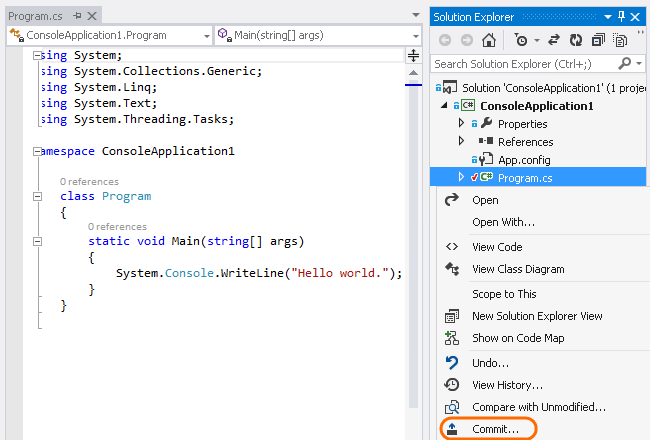 Program.cs
ConsoleApplication1.Program
Main(string[] args)
sing System;
sing System.Collections.Generic;
sing System.Linq;
sing System.Text;
sing System.Threading.Tasks;
amespace ConsoleApplication1
0 references
class Program
{
0 references
static void Main(string[] args)
{
System.Console.WriteLine("Hello world.");
}
}
Solution Explorer
Search Solution Explorer (Ctrl+;)
Solution 'ConsoleApplication1' (1 proje
C# ConsoleApplication1
Properties
References
App.config
C# Program.cs
Open
Open With...
View Code
View Class Diagram
Scope to This
New Solution Explorer View
Show on Code Map
Undo...
View History...
Compare with Unmodified...
Commit...